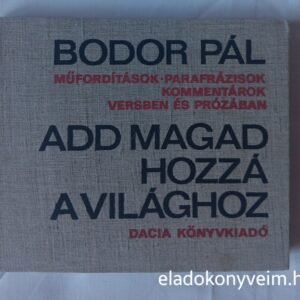 BODOR PÁL
MŰFORDÍTÁSOK·PARAFRÁZISOK
KOMMENTÁROK
VERSBEN ÉS PRÓZÁBAN
ADD MAGAD
HOZZÁ
A VILÁGHOZ
DACIA KÖNYVKIADÓ
eladokonyveim.h